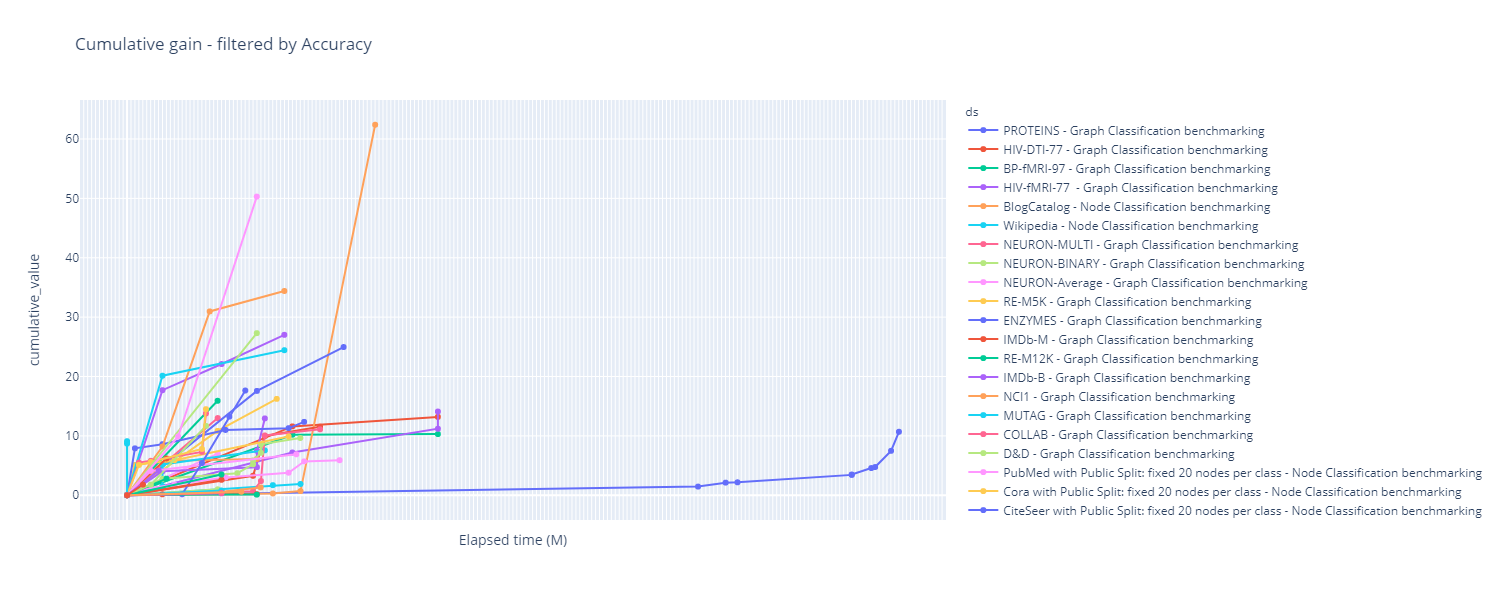 Cumulative gain - filtered by Accuracy
60
50
40
30
20
10
0
cumulative_value
Elapsed time (M)
ds
PROTEINS - Graph Classification benchmarking
HIV-DTI-77 - Graph Classification benchmarking
BP-fMRI-97 - Graph Classification benchmarking
HIV-fMRI-77 - Graph Classification benchmarking
BlogCatalog - Node Classification benchmarking
Wikipedia - Node Classification benchmarking
NEURON-MULTI - Graph Classification benchmarking
NEURON-BINARY - Graph Classification benchmarking
NEURON-Average - Graph Classification benchmarking
RE-M5K - Graph Classification benchmarking
ENZYMES - Graph Classification benchmarking
IMDb-M - Graph Classification benchmarking
RE-M12K - Graph Classification benchmarking
IMDb-B - Graph Classification benchmarking
NCI1 - Graph Classification benchmarking
MUTAG - Graph Classification benchmarking
COLLAB - Graph Classification benchmarking
D&D - Graph Classification benchmarking
PubMed with Public Split: fixed 20 nodes per class - Node Classification benchmarking
Cora with Public Split: fixed 20 nodes per class - Node Classification benchmarking
CiteSeer with Public Split: fixed 20 nodes per class - Node Classification benchmarking